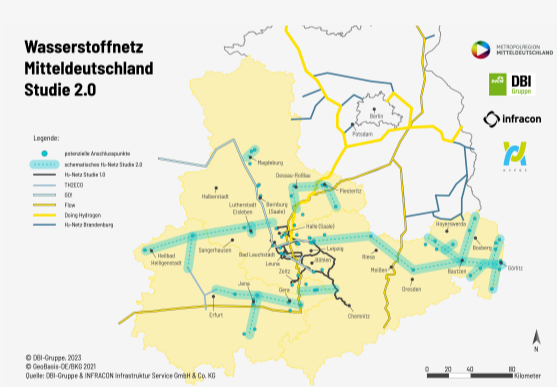 Wasserstoffnetz
Mitteldeutschland
Studie 2.0
METROPOLREGION
MITTELDEUTSCHLAND
DBI
Gruppe
infracon
Legende:
potenzielle Anschlusspunkte
schematisches H₂-Netz Studie 2.0
H₂-Netz Studie 1.0
THZECO
GO!
Flow
Doing Hydrogen
H₂-Netz Brandenburg
Berlin
Potsdam
Magdeburg
Dessau-Roßlau
Piesteritz
Halberstadt
Bernburg
(Saale)
Lutherstadt
Eisleben
Halle (Saale)
Hoyerswerda
Boxberg
Sangerhausen
Bad Lauchstädt
Leipzig
Heilbad
Heiligenstadt
Leuna
Böhlen
Riesa
Zeitz
Meißen
Bautzen
Görlitz
Jena
Gera
Dresden
Erfurt
Chemnitz
© DBI-Gruppe, 2023
© GeoBasis-DE/BKG 2021
Quelle: DBI-Gruppe & INFRACON Infrastruktur Service GmbH & Co. KG
N
0 20 40 80
Kilometer